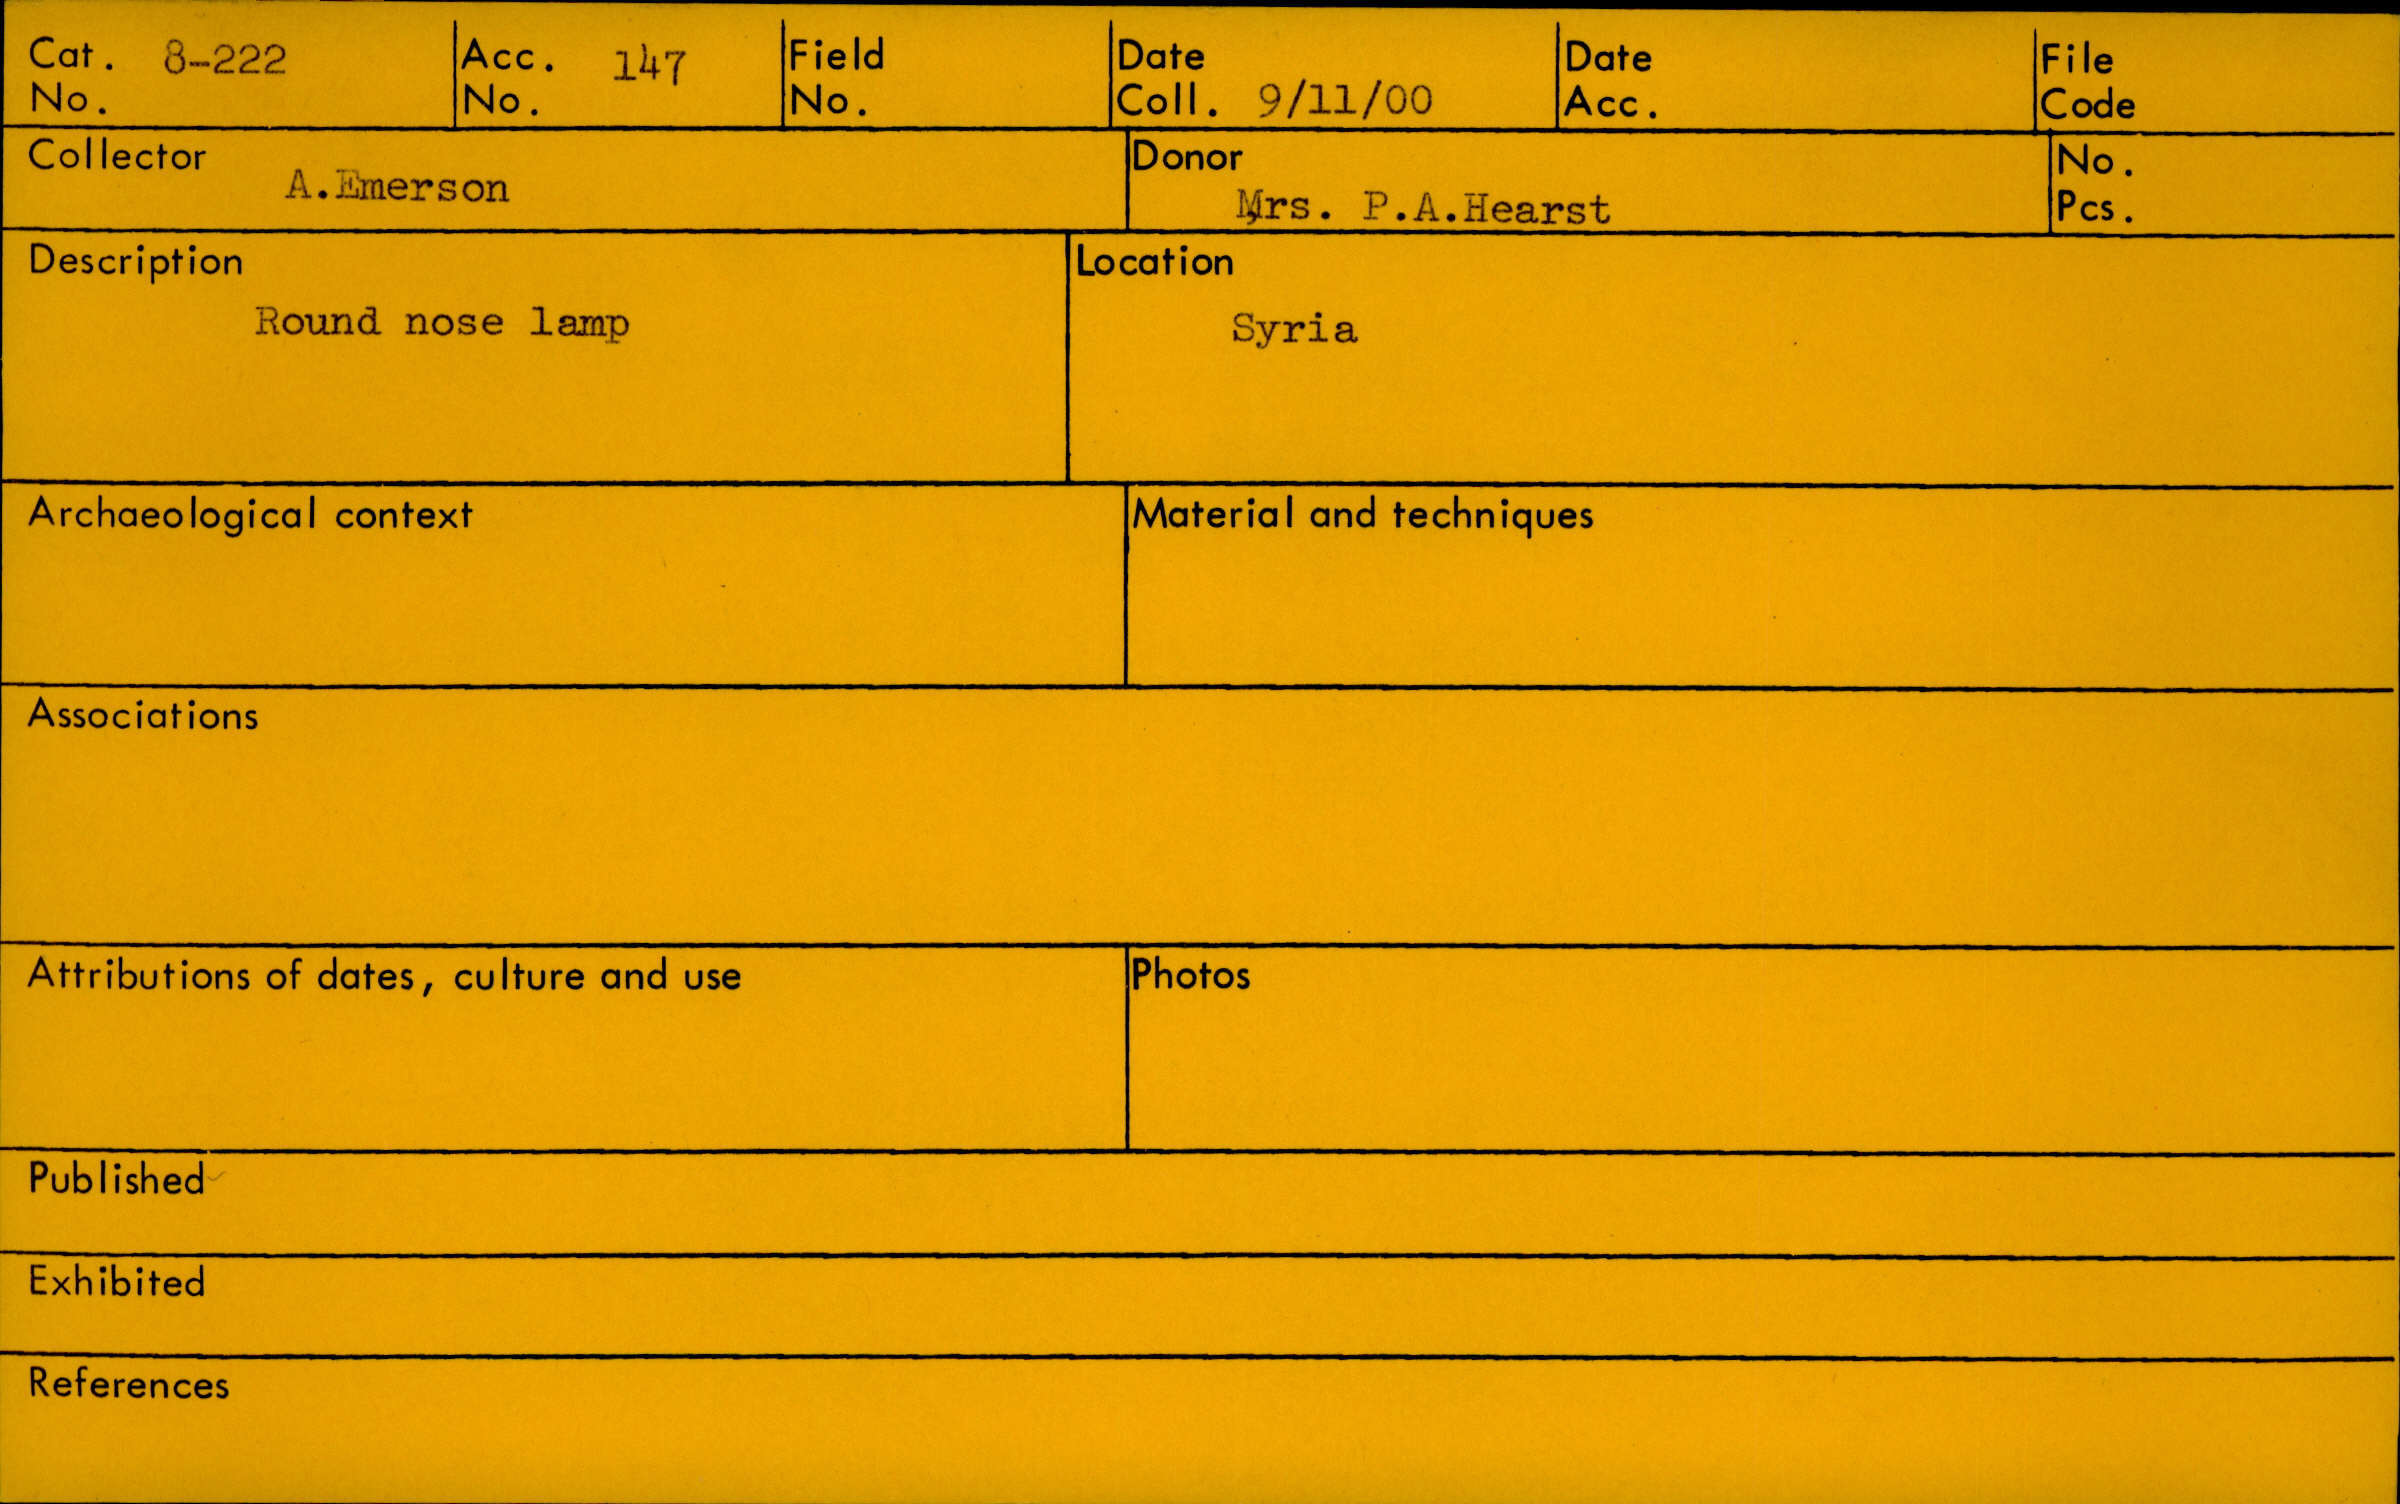 Cat. No. 8-222
Acc. No. 147
Field No.
Date Coll. 9/11/00
Date Acc.
File Code
Collector A.Emerson
Donor Mrs. P.A.Hearst
No. Pcs.
Description
Round nose lamp
Location
Syria
Archaeological context
Material and techniques
Associations
Attributions of dates, culture and use
Photos
Published
Exhibited
References